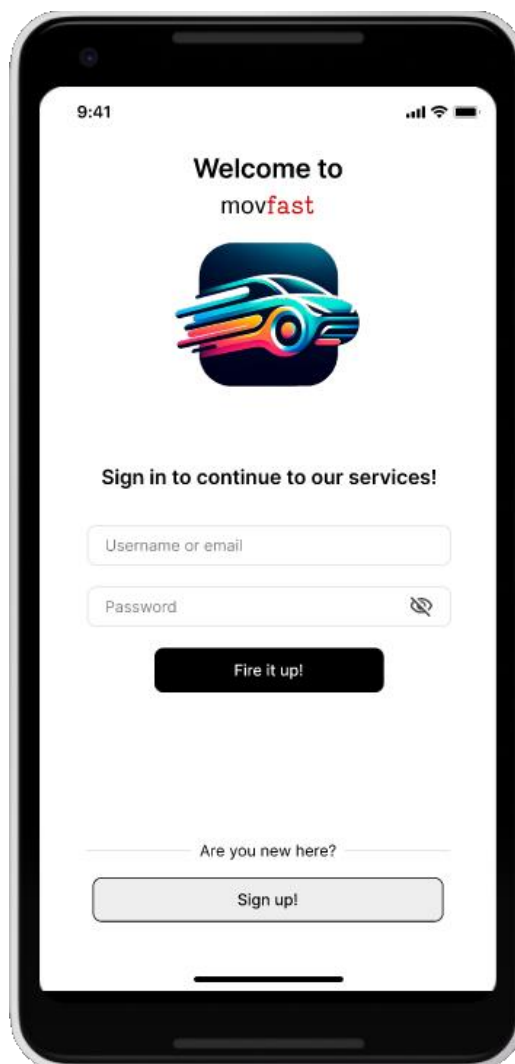 9:41
Welcome to
movfast
Sign in to continue to our services!
Username or email
Password
Fire it up!
Are you new here?
Sign up!